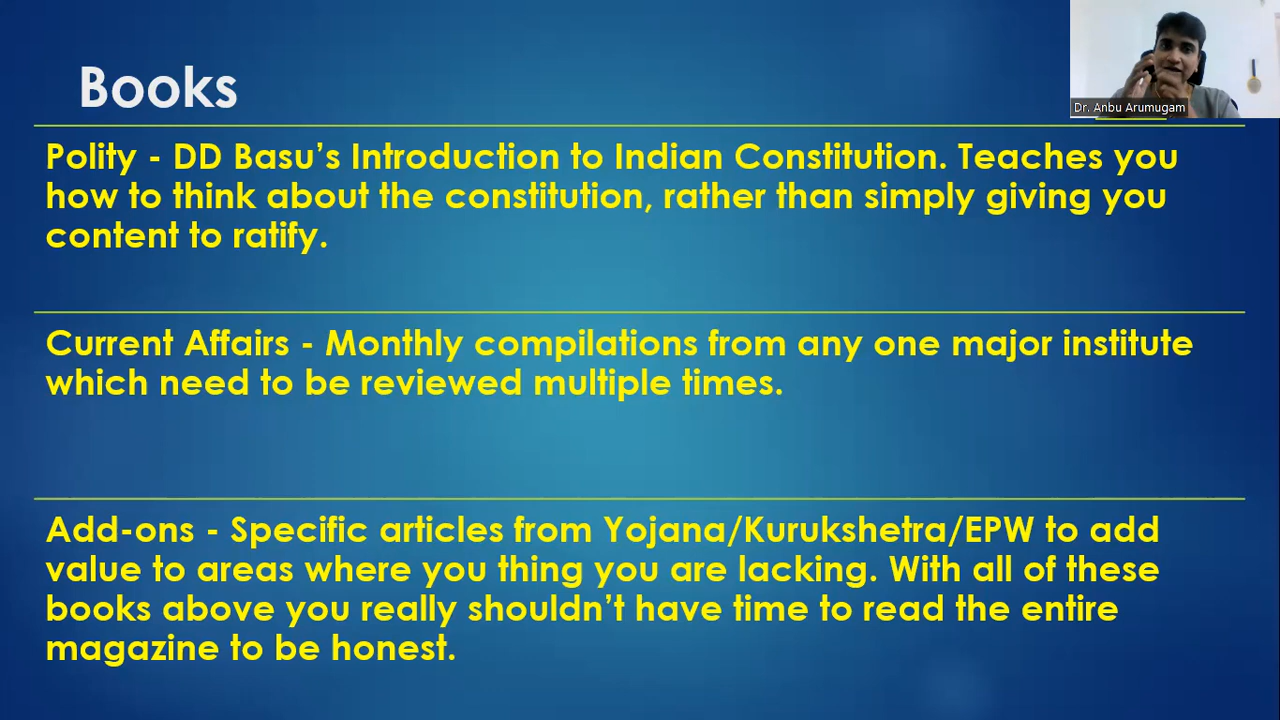 Books
Dr. Anbu Arumugam
Polity - DD Basu's Introduction to Indian Constitution. Teaches you
how to think about the constitution, rather than simply giving you
content to ratify.
Current Affairs - Monthly compilations from any one major institute
which need to be reviewed multiple times.
Add-ons - Specific articles from Yojana/Kurukshetra/EPW to add
value to areas where you thing you are lacking. With all of these
books above you really shouldn't have time to read the entire
magazine to be honest.